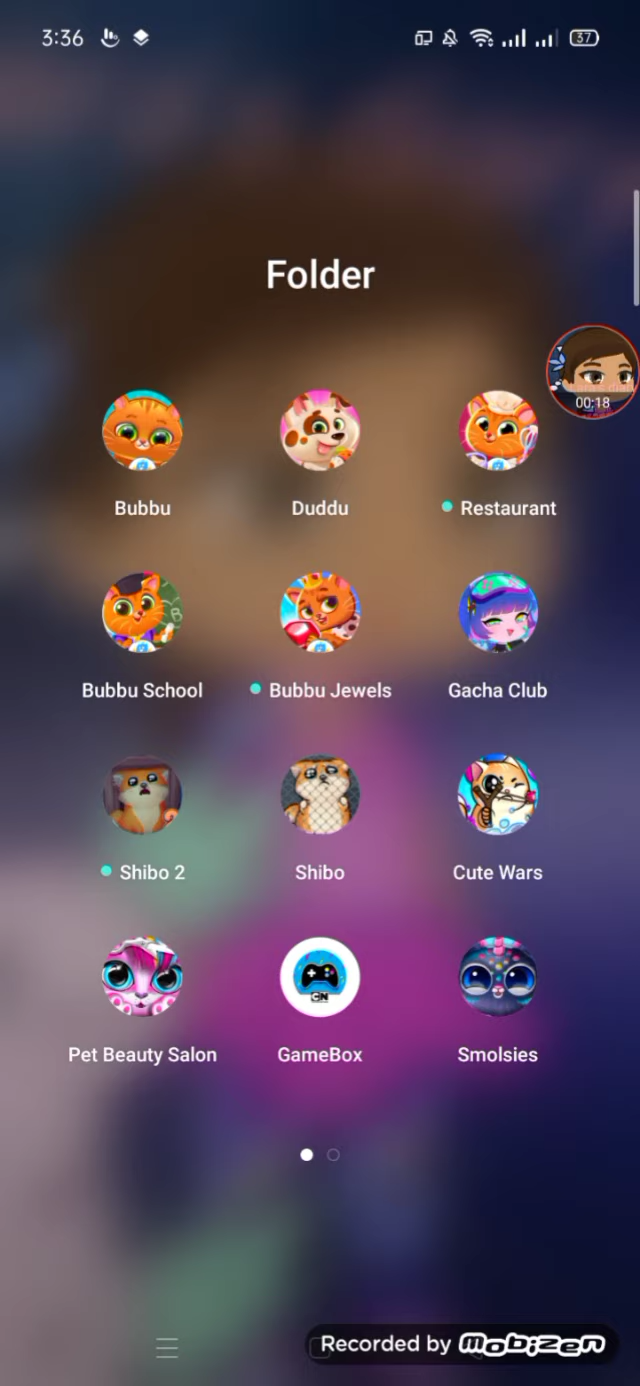 3:36
37
Folder
00:18
Bubbu
Duddu
Restaurant
Bubbu School
Bubbu Jewels
Gacha Club
Shibo 2
Shibo
Cute Wars
Pet Beauty Salon
CN
GameBox
Smolsies
Recorded by mobizen